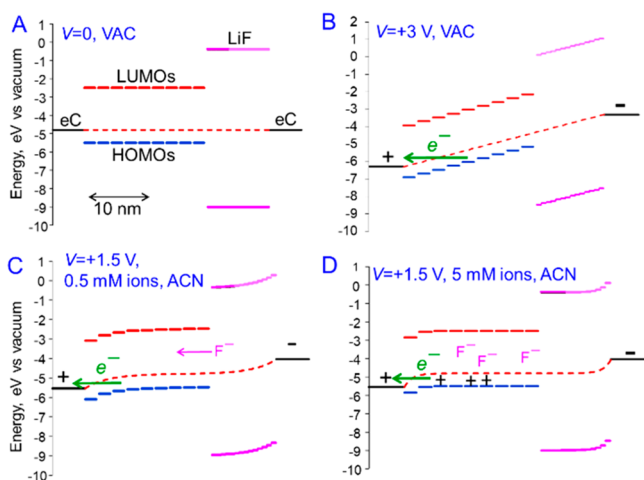 A
V=0, VAC
LiF
LUMOs
eC
eC
HOMOs
10 nm
Energy, eV vs vacuum
1
0
-1
-2
-3
-4
-5
-6
-7
-8
-9
-10
B
V=+3 V, VAC
e−
+
-
2
1
0
-1
-2
-3
-4
-5
-6
-7
-8
-9
-10
C
V=+1.5 V,
0.5 mM ions, ACN
F−
e−
+
-
Energy, eV vs vacuum
1
0
-1
-2
-3
-4
-5
-6
-7
-8
-9
-10
D
V=+1.5 V, 5 mM ions, ACN
F−
F−
F−
e−
+
+
+ +
-
1
0
-1
-2
-3
-4
-5
-6
-7
-8
-9
-10